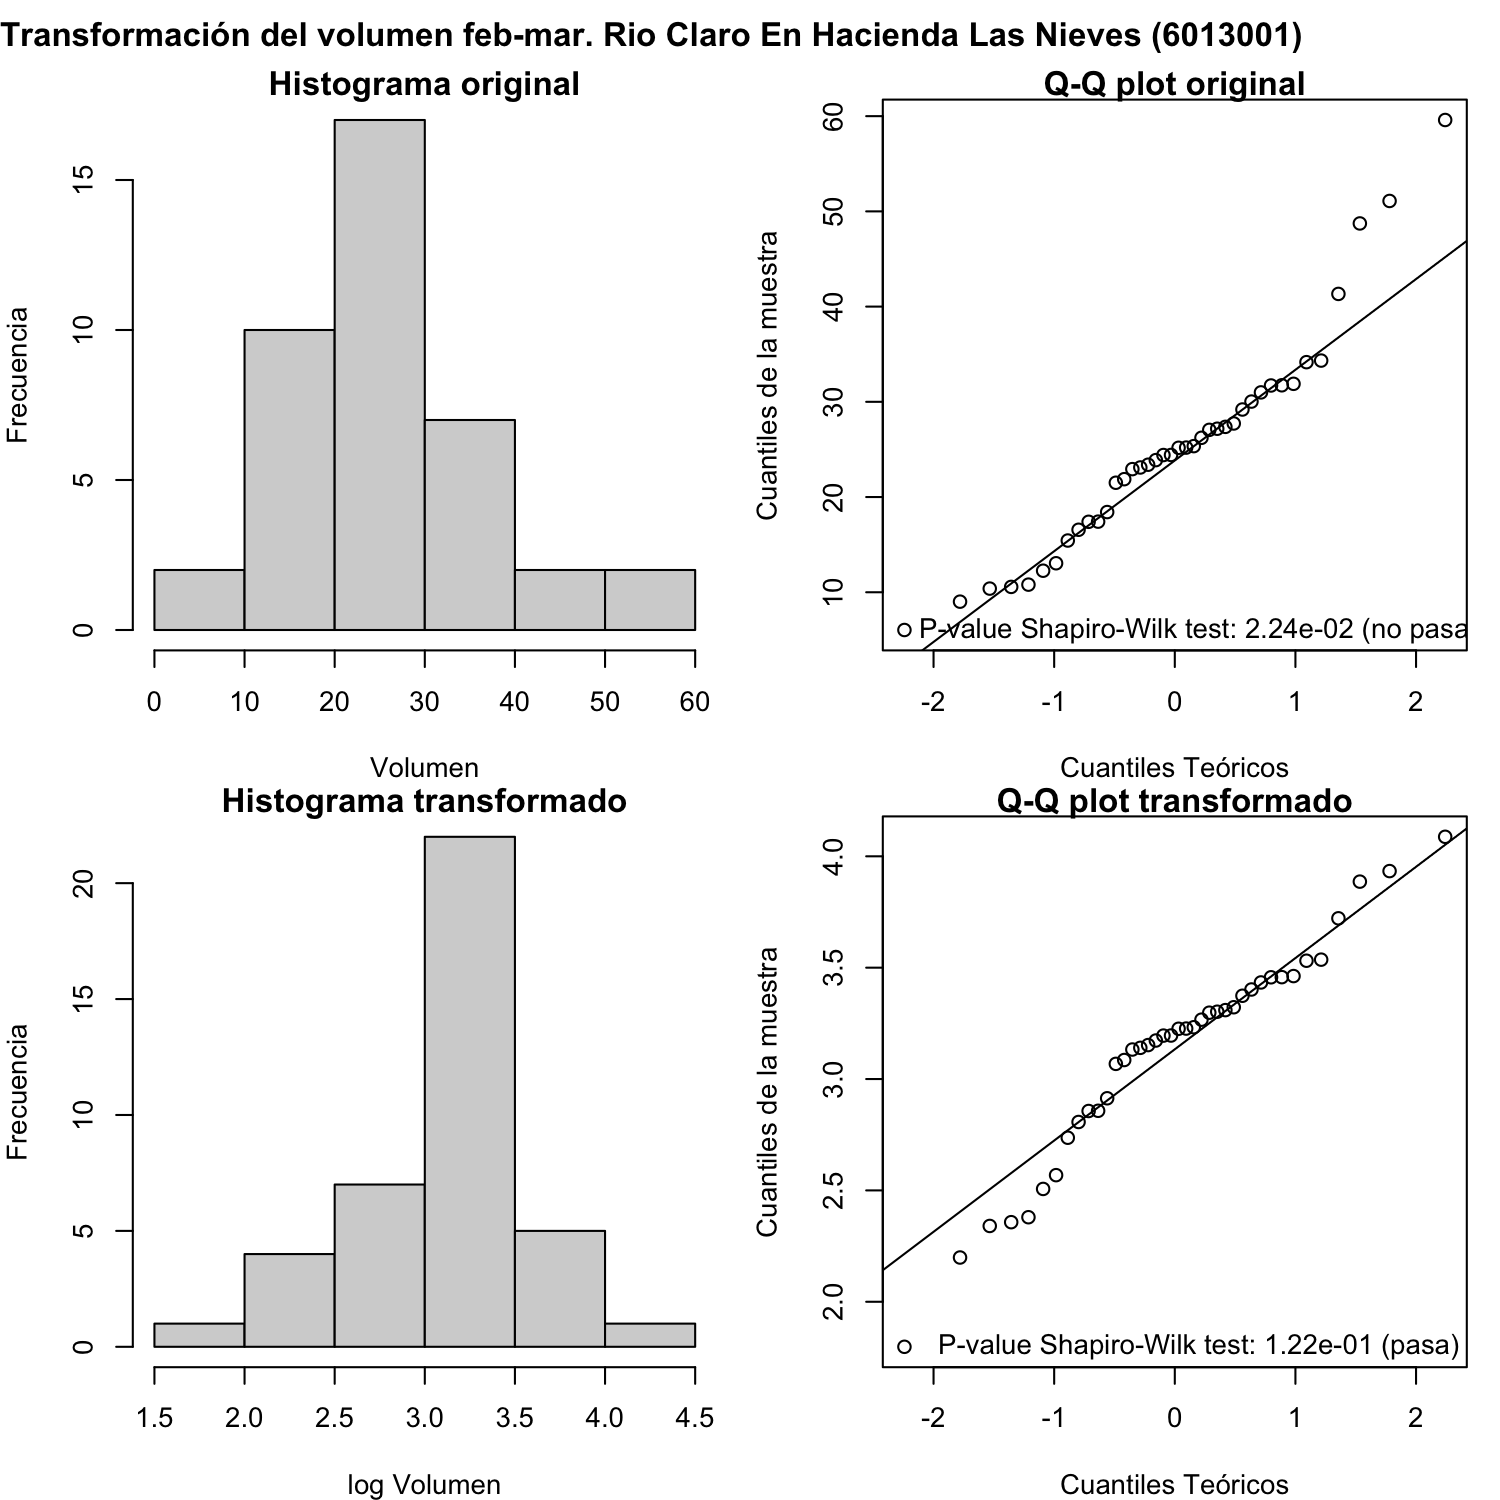 Transformación del volumen feb-mar. Rio Claro En Hacienda Las Nieves (6013001)
Histograma original
Frecuencia
15
10
5
0
0 10 20 30 40 50 60
Volumen
Q-Q plot original
Cuantiles de la muestra
60
50
40
30
20
10
P-value Shapiro-Wilk test: 2.24e-02 (no pasa
-2 -1 0 1 2
Cuantiles Teóricos
Histograma transformado
Frecuencia
20
15
10
5
0
1.5 2.0 2.5 3.0 3.5 4.0 4.5
log Volumen
Q-Q plot transformado
Cuantiles de la muestra
4.0
3.5
3.0
2.5
2.0
P-value Shapiro-Wilk test: 1.22e-01 (pasa)
-2 -1 0 1 2
Cuantiles Teóricos